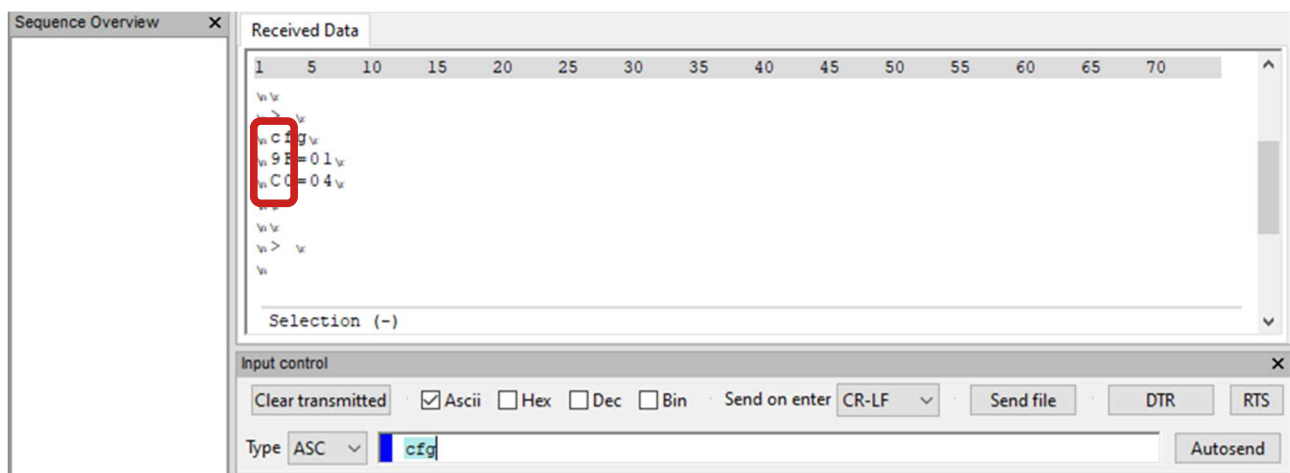 Sequence Overview ×
Received Data
1 5 10 15 20 25 30 35 40 45 50 55 60 65 70
\n\r
\n> \r
\ncfg\r
\n9E=01\r
\nC0=04\r
\n\r
\n\r
\n> \r
\n
Selection (-)
Input control ×
Clear transmitted Ascii Hex Dec Bin Send on enter CR-LF Send file DTR RTS
Type ASC cfg Autosend